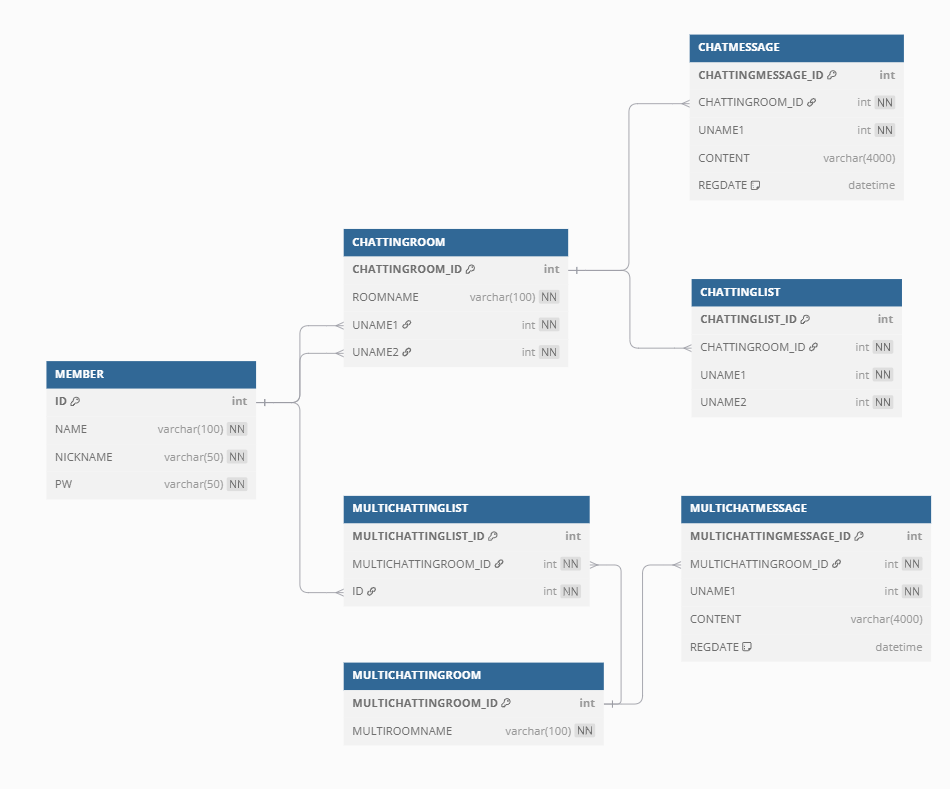 CHATMESSAGE
CHATTINGMESSAGE_ID int
CHATTINGROOM_ID int NN
UNAME1 int NN
CONTENT varchar(4000)
REGDATE datetime
CHATTINGROOM
CHATTINGROOM_ID int
ROOMNAME varchar(100) NN
UNAME1 int NN
UNAME2 int NN
CHATTINGLIST
CHATTINGLIST_ID int
CHATTINGROOM_ID int NN
UNAME1 int NN
UNAME2 int NN
MEMBER
ID int
NAME varchar(100) NN
NICKNAME varchar(50) NN
PW varchar(50) NN
MULTICHATTINGLIST
MULTICHATTINGLIST_ID int
MULTICHATTINGROOM_ID int NN
ID int NN
MULTICHATMESSAGE
MULTICHATTINGMESSAGE_ID int
MULTICHATTINGROOM_ID int NN
UNAME1 int NN
CONTENT varchar(4000)
REGDATE datetime
MULTICHATTINGROOM
MULTICHATTINGROOM_ID int
MULTIROOMNAME varchar(100) NN